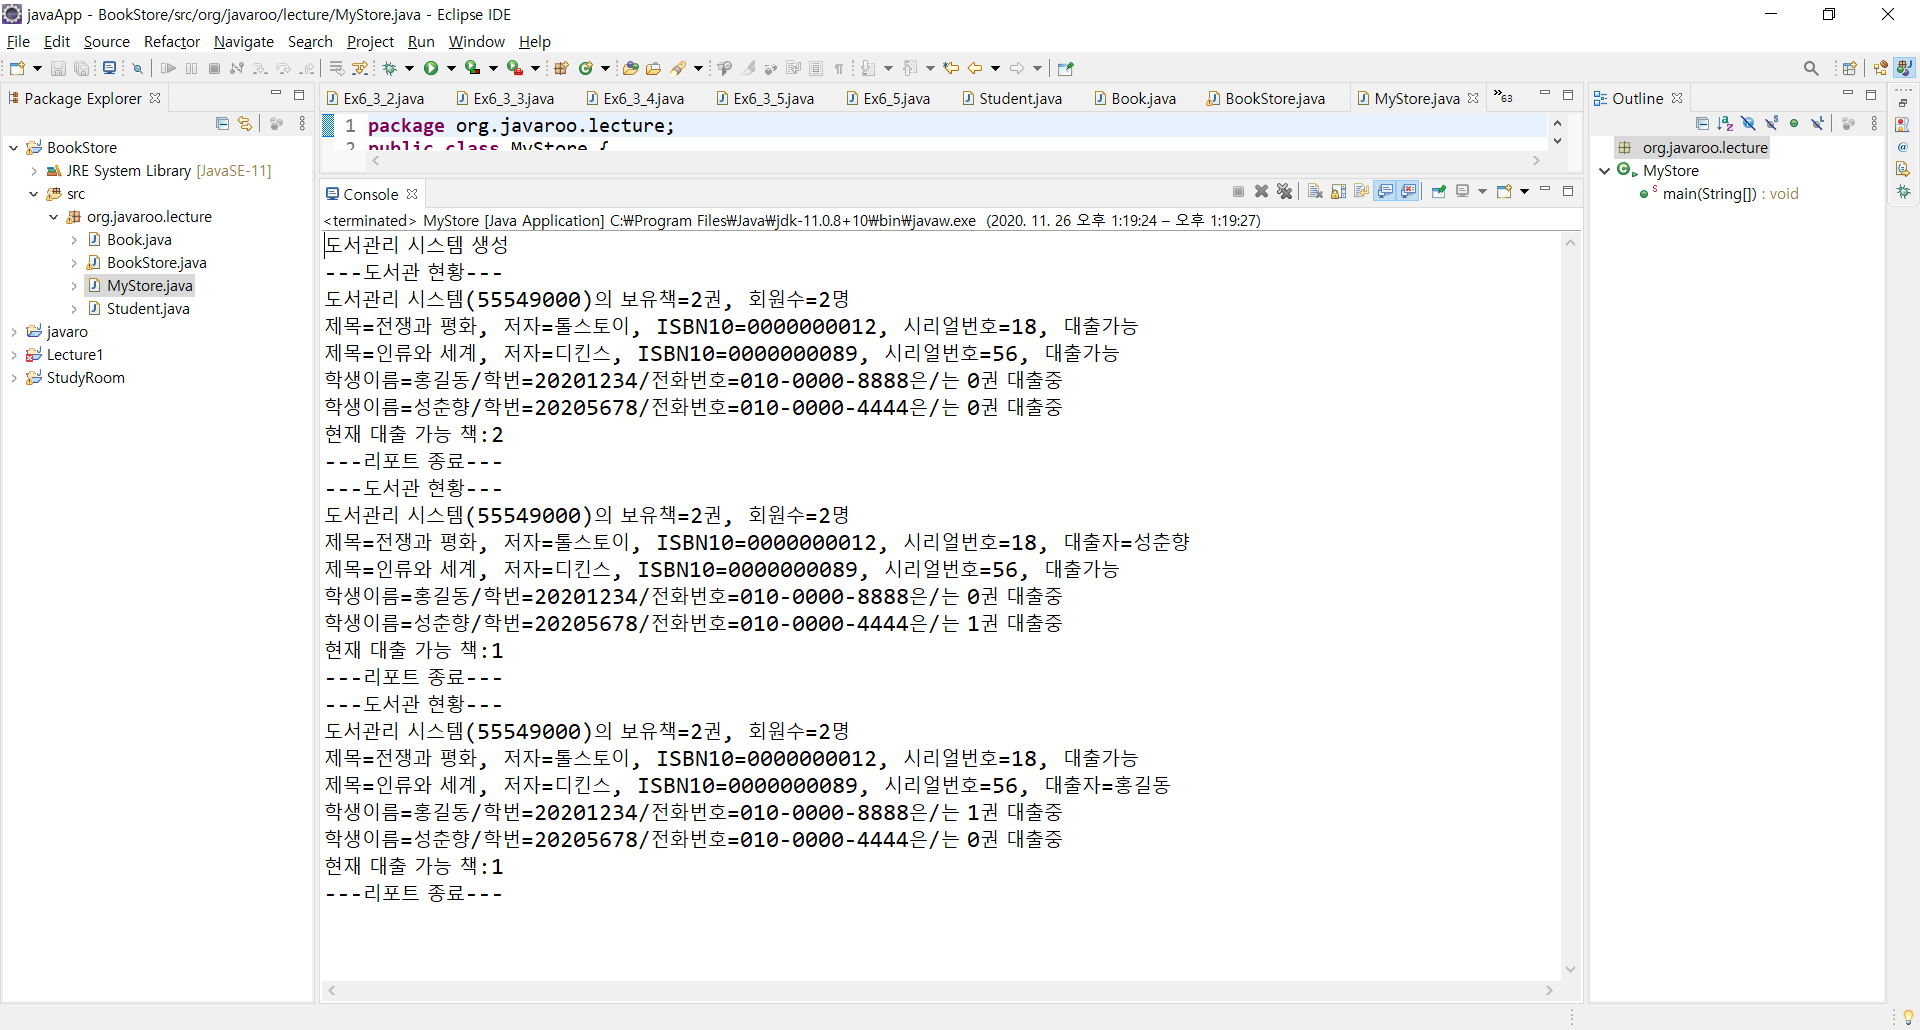 javaApp - BookStore/src/org/javaroo/lecture/MyStore.java - Eclipse IDE
File Edit Source Refactor Navigate Search Project Run Window Help
Package Explorer
BookStore
JRE System Library [JavaSE-11]
src
org.javaroo.lecture
Book.java
BookStore.java
MyStore.java
Student.java
javaro
Lecture1
StudyRoom
Ex6_3_2.java Ex6_3_3.java Ex6_3_4.java Ex6_3_5.java Ex6_5.java Student.java Book.java BookStore.java MyStore.java »63
1 package org.javaroo.lecture;
2 public class MyStore {
Console
<terminated> MyStore [Java Application] C:₩Program Files₩Java₩jdk-11.0.8+10₩bin₩javaw.exe (2020. 11. 26 오후 1:19:24 – 오후 1:19:27)
도서관리 시스템 생성
---도서관 현황---
도서관리 시스템(55549000)의 보유책=2권, 회원수=2명
제목=전쟁과 평화, 저자=톨스토이, ISBN10=0000000012, 시리얼번호=18, 대출가능
제목=인류와 세계, 저자=디킨스, ISBN10=0000000089, 시리얼번호=56, 대출가능
학생이름=홍길동/학번=20201234/전화번호=010-0000-8888은/는 0권 대출중
학생이름=성춘향/학번=20205678/전화번호=010-0000-4444은/는 0권 대출중
현재 대출 가능 책:2
---리포트 종료---
---도서관 현황---
도서관리 시스템(55549000)의 보유책=2권, 회원수=2명
제목=전쟁과 평화, 저자=톨스토이, ISBN10=0000000012, 시리얼번호=18, 대출자=성춘향
제목=인류와 세계, 저자=디킨스, ISBN10=0000000089, 시리얼번호=56, 대출가능
학생이름=홍길동/학번=20201234/전화번호=010-0000-8888은/는 0권 대출중
학생이름=성춘향/학번=20205678/전화번호=010-0000-4444은/는 1권 대출중
현재 대출 가능 책:1
---리포트 종료---
---도서관 현황---
도서관리 시스템(55549000)의 보유책=2권, 회원수=2명
제목=전쟁과 평화, 저자=톨스토이, ISBN10=0000000012, 시리얼번호=18, 대출가능
제목=인류와 세계, 저자=디킨스, ISBN10=0000000089, 시리얼번호=56, 대출자=홍길동
학생이름=홍길동/학번=20201234/전화번호=010-0000-8888은/는 1권 대출중
학생이름=성춘향/학번=20205678/전화번호=010-0000-4444은/는 0권 대출중
현재 대출 가능 책:1
---리포트 종료---
Outline
org.javaroo.lecture
MyStore
main(String[]) : void